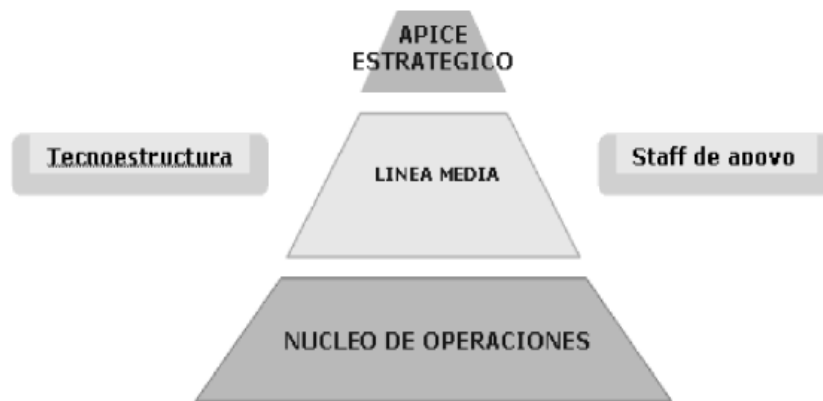 APICE
ESTRATEGICO
Tecnoestructura
LINEA MEDIA
Staff de apoyo
NUCLEO DE OPERACIONES